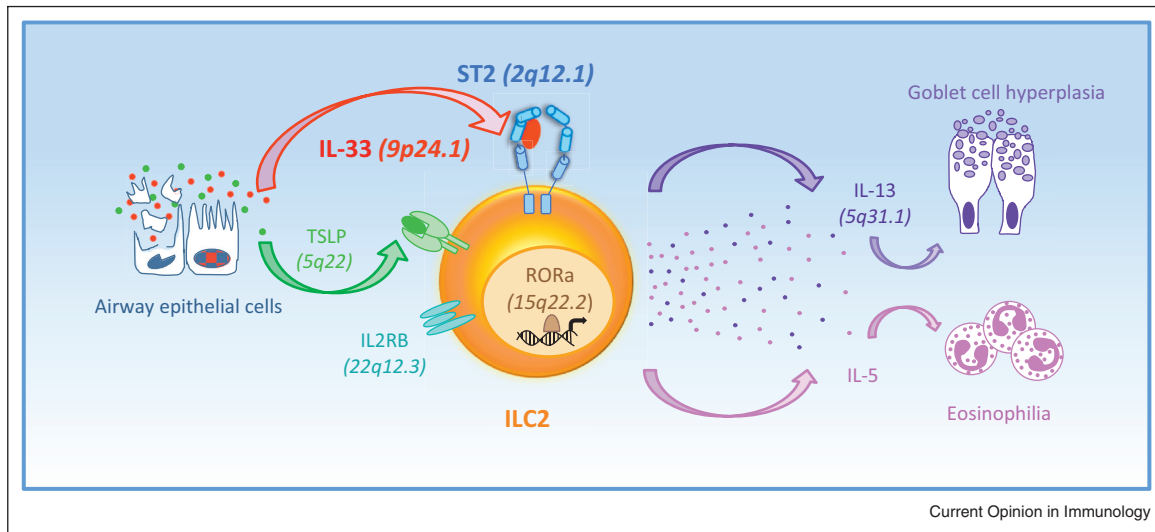 ST2 (2q12.1)
Goblet cell hyperplasia
IL-33 (9p24.1)
IL-13
(5q31.1)
TSLP
(5q22)
RORa
(15q22.2)
Airway epithelial cells
IL2RB
(22q12.3)
IL-5
ILC2
Eosinophilia
Current Opinion in Immunology